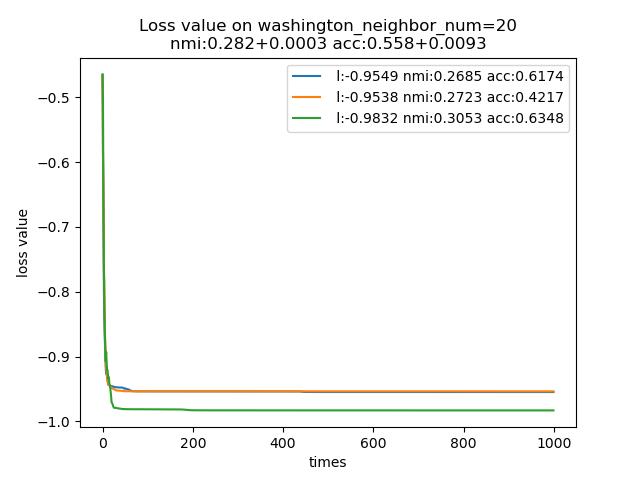 Loss value on washington_neighbor_num=20
nmi:0.282+0.0003 acc:0.558+0.0093
l:-0.9549 nmi:0.2685 acc:0.6174
l:-0.9538 nmi:0.2723 acc:0.4217
l:-0.9832 nmi:0.3053 acc:0.6348
loss value
−0.5
−0.6
−0.7
−0.8
−0.9
−1.0
0 200 400 600 800 1000
times